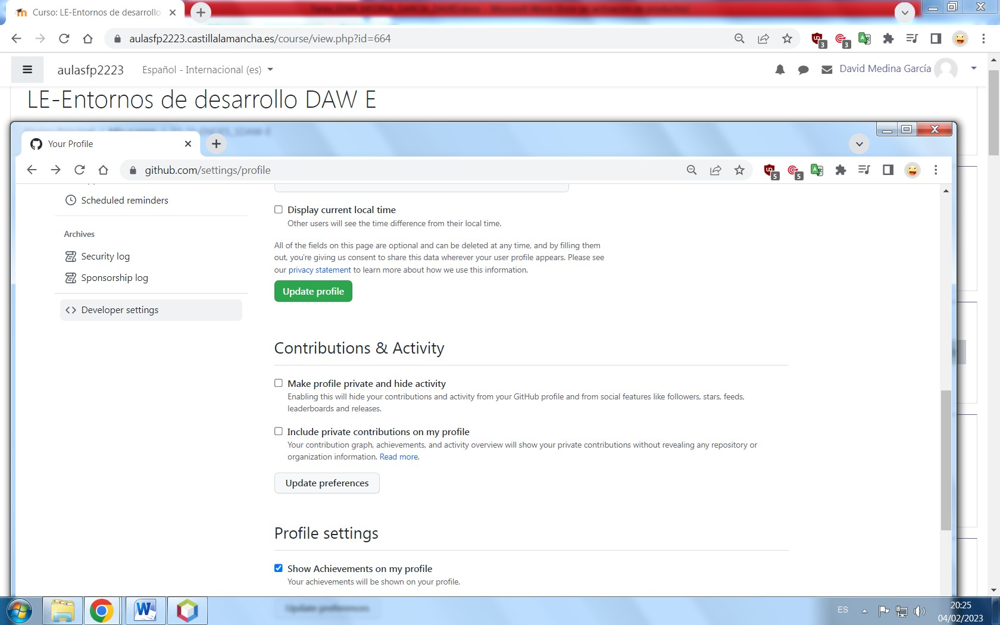 Curso: LE-Entornos de desarrollo
aulasfp2223.castillalamancha.es/course/view.php?id=664
3
3
aulasfp2223
Español - Internacional (es)
David Medina García
LE-Entornos de desarrollo DAW E
Your Profile
github.com/settings/profile
5
5
Scheduled reminders
Archives
Security log
Sponsorship log
Developer settings
Display current local time
Other users will see the time difference from their local time.
All of the fields on this page are optional and can be deleted at any time, and by filling them
out, you're giving us consent to share this data wherever your user profile appears. Please see
our privacy statement to learn more about how we use this information.
Update profile
Contributions & Activity
Make profile private and hide activity
Enabling this will hide your contributions and activity from your GitHub profile and from social features like followers, stars, feeds,
leaderboards and releases.
Include private contributions on my profile
Your contribution graph, achievements, and activity overview will show your private contributions without revealing any repository or
organization information. Read more.
Update preferences
Profile settings
Show Achievements on my profile
Your achievements will be shown on your profile.
Update preferences
ES
20:25
04/02/2023